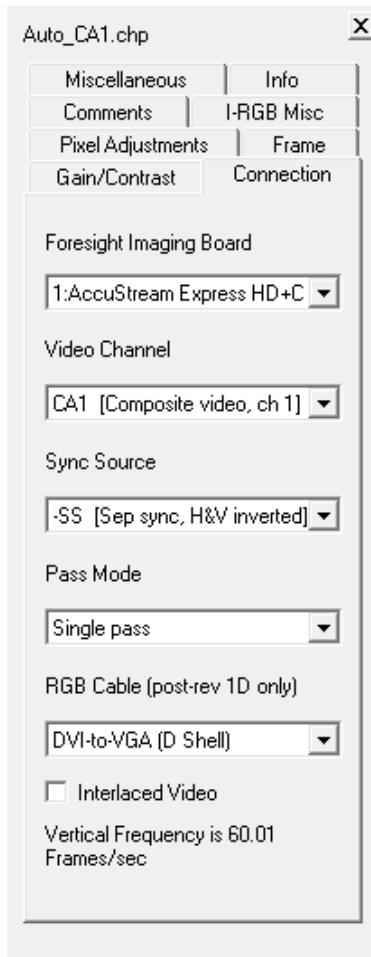 Auto_CA1.chp
X
Miscellaneous Info
Comments I-RGB Misc
Pixel Adjustments Frame
Gain/Contrast Connection
Foresight Imaging Board
1:AccuStream Express HD+C
Video Channel
CA1 [Composite video, ch 1]
Sync Source
-SS [Sep sync, H&V inverted]
Pass Mode
Single pass
RGB Cable (post-rev 1D only)
DVI-to-VGA (D Shell)
Interlaced Video
Vertical Frequency is 60.01
Frames/sec